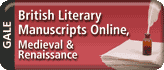 GALE
British Literary
Manuscripts Online,
Medieval &
Renaissance